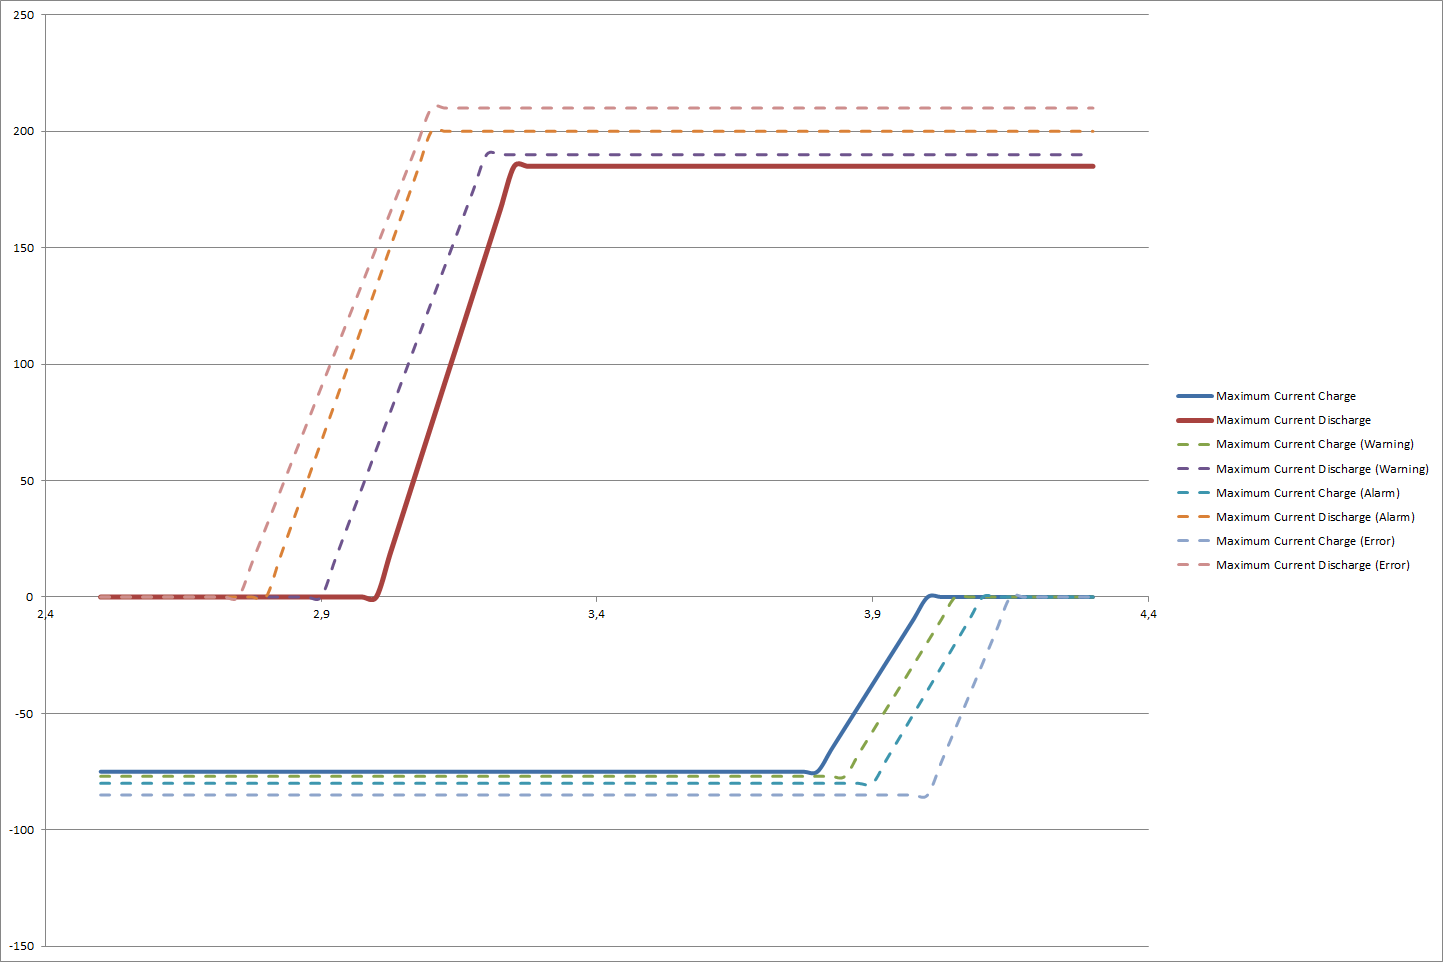 250
200
150
100
50
0
2,4
2,9
3,4
3,9
4,4
-50
-100
-150
Maximum Current Charge
Maximum Current Discharge
Maximum Current Charge (Warning)
Maximum Current Discharge (Warning)
Maximum Current Charge (Alarm)
Maximum Current Discharge (Alarm)
Maximum Current Charge (Error)
Maximum Current Discharge (Error)